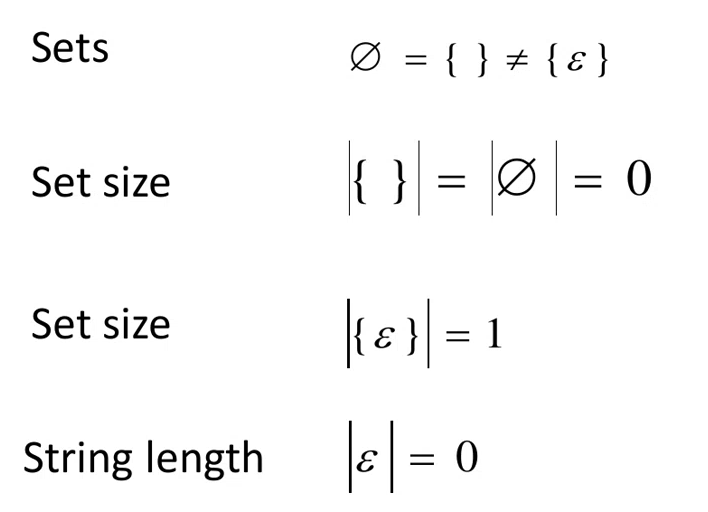 Sets ∅ = { } ≠ { ε }
Set size |{ }| = |∅| = 0
Set size |{ ε }| = 1
String length |ε| = 0